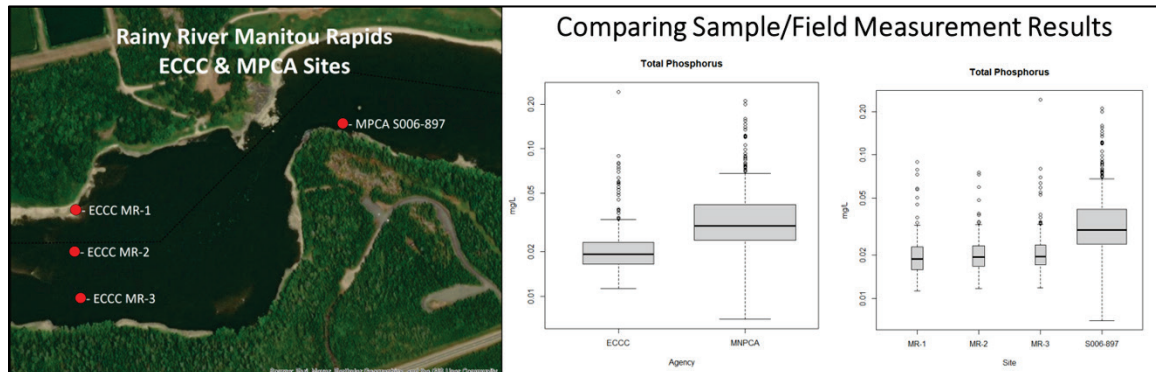 Rainy River Manitou Rapids
ECCC & MPCA Sites
- MPCA S006-897
- ECCC MR-1
- ECCC MR-2
- ECCC MR-3
Comparing Sample/Field Measurement Results
Total Phosphorus
mg/L
0.20
0.10
0.05
0.02
0.01
ECCC MNPCA
Agency
Total Phosphorus
mg/L
0.20
0.10
0.05
0.02
0.01
MR-1 MR-2 MR-3 S006-897
Site